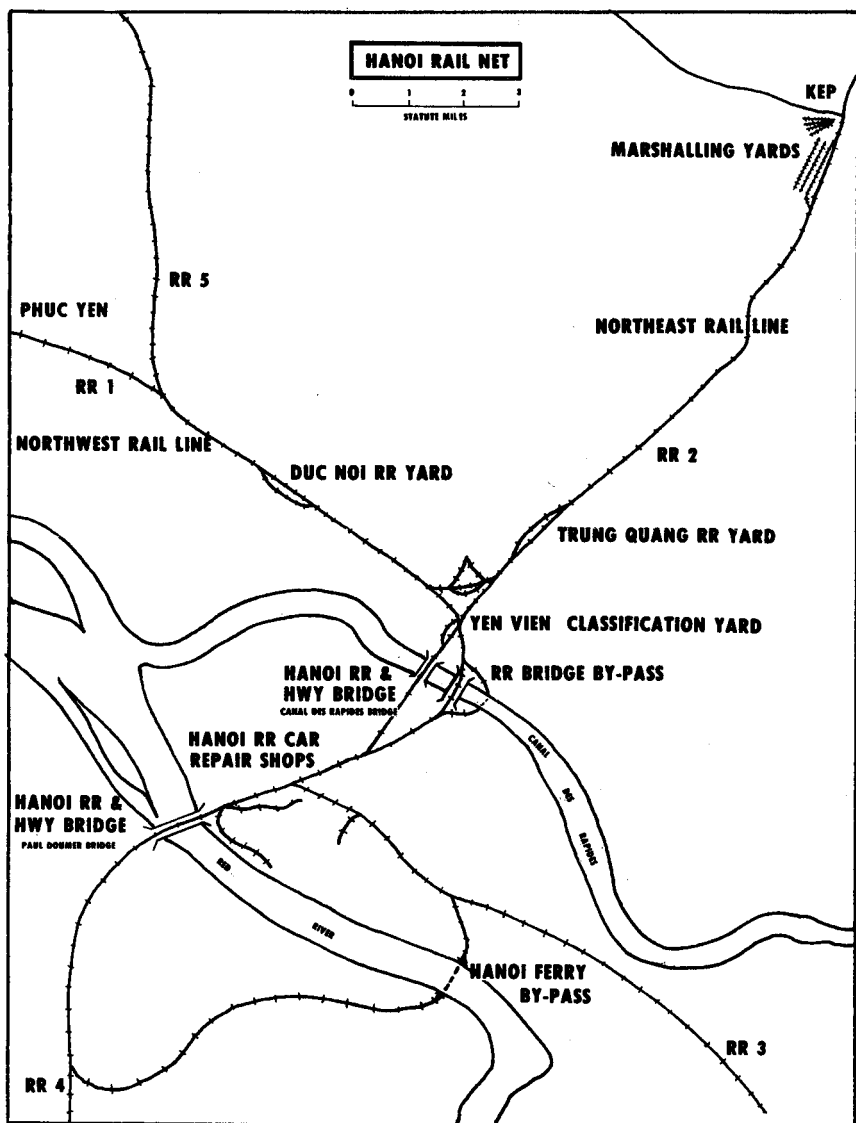 HANOI RAIL NET
0 1 2 3
STATUTE MILES
KEP
MARSHALLING YARDS
RR 5
PHUC YEN
NORTHEAST RAIL LINE
RR 1
NORTHWEST RAIL LINE
RR 2
DUC NOI RR YARD
TRUNG QUANG RR YARD
YEN VIEN CLASSIFICATION YARD
HANOI RR &
HWY BRIDGE
CANAL DES RAPIDES BRIDGE
RR BRIDGE BY-PASS
HANOI RR CAR
REPAIR SHOPS
CANAL
DES
RAPIDES
HANOI RR &
HWY BRIDGE
PAUL DOUMER BRIDGE
RED
RIVER
HANOI FERRY
BY-PASS
RR 3
RR 4